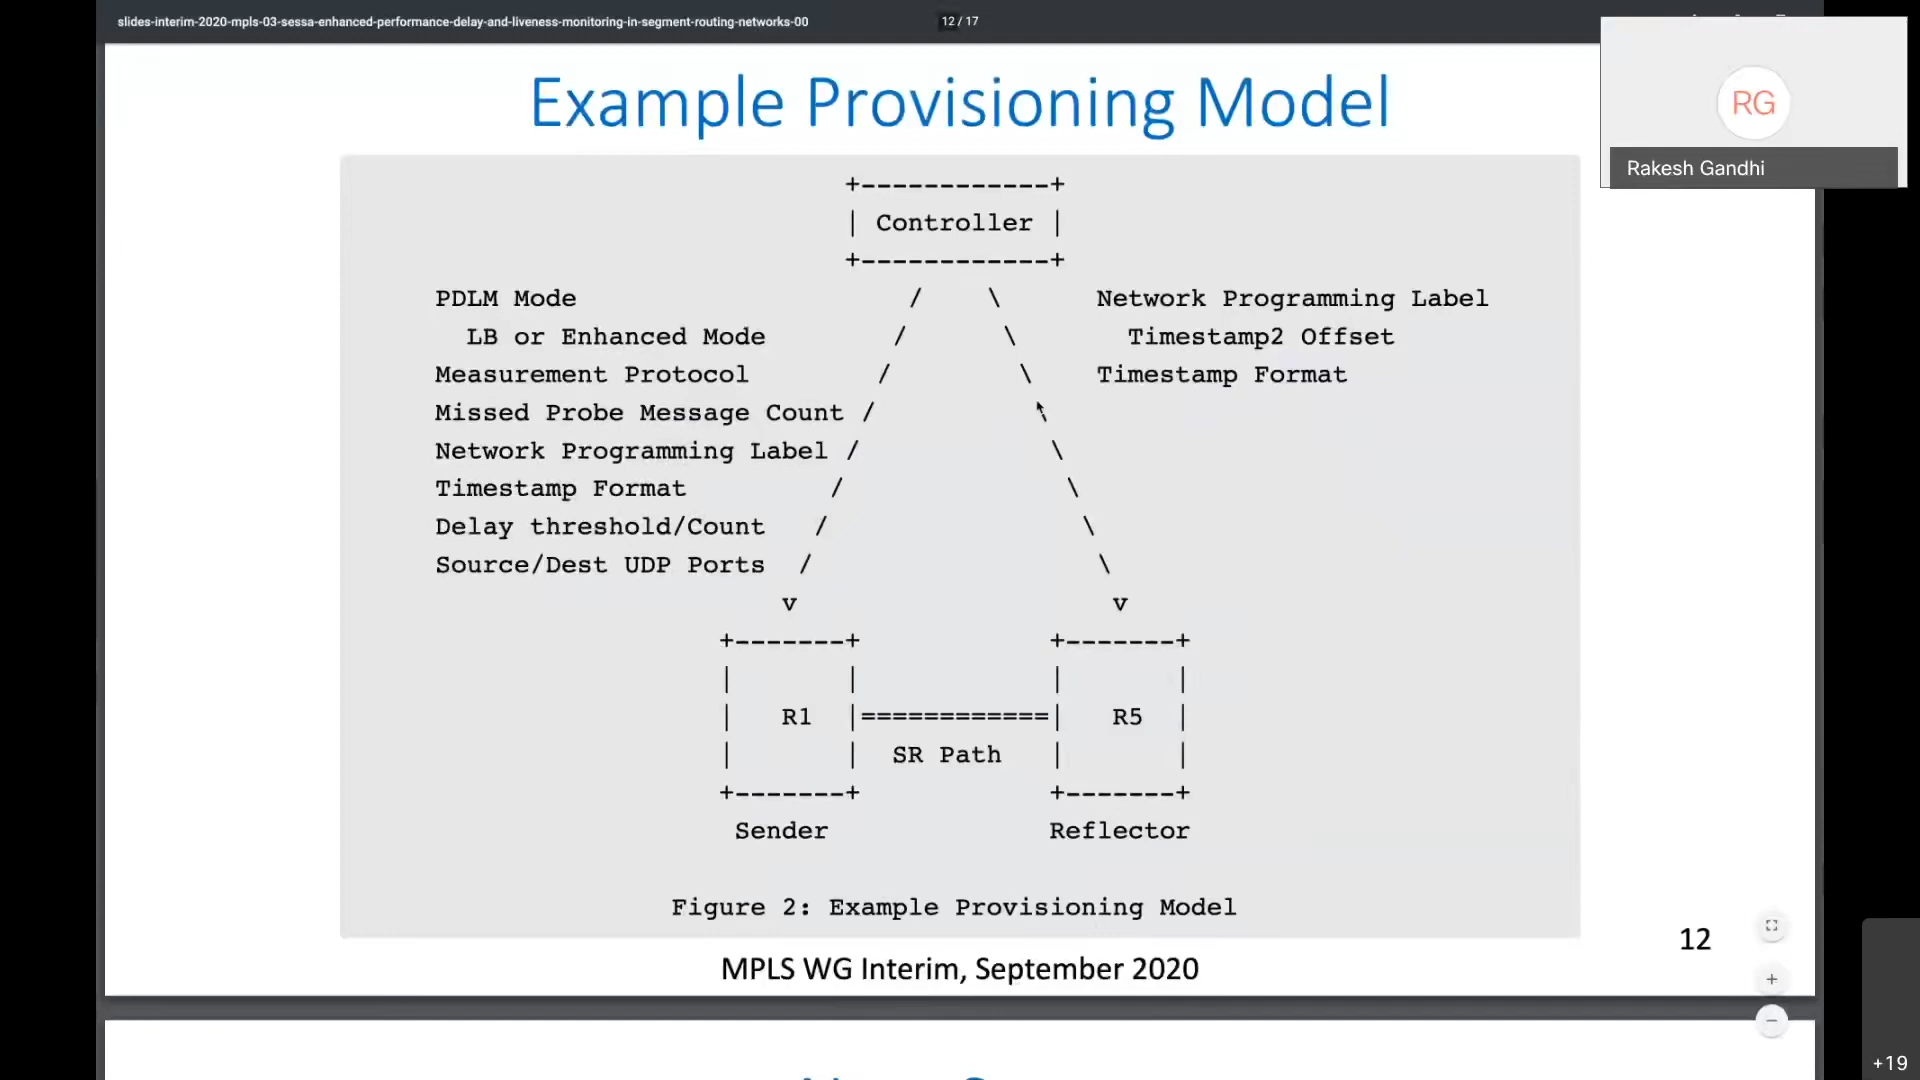 slides-interim-2020-mpls-03-sessa-enhanced-performance-delay-and-liveness-monitoring-in-segment-routing-networks-00
12 / 17
RG
Rakesh Gandhi
Example Provisioning Model
+------------+
| Controller |
+------------+
PDLM Mode / \ Network Programming Label
LB or Enhanced Mode / \ Timestamp2 Offset
Measurement Protocol / \ Timestamp Format
Missed Probe Message Count / \
Network Programming Label / \
Timestamp Format / \
Delay threshold/Count / \
Source/Dest UDP Ports / \
v v
+-------+ +-------+
| | | |
| R1 |============| R5 |
| | SR Path | |
+-------+ +-------+
Sender Reflector
Figure 2: Example Provisioning Model
MPLS WG Interim, September 2020
12
+19